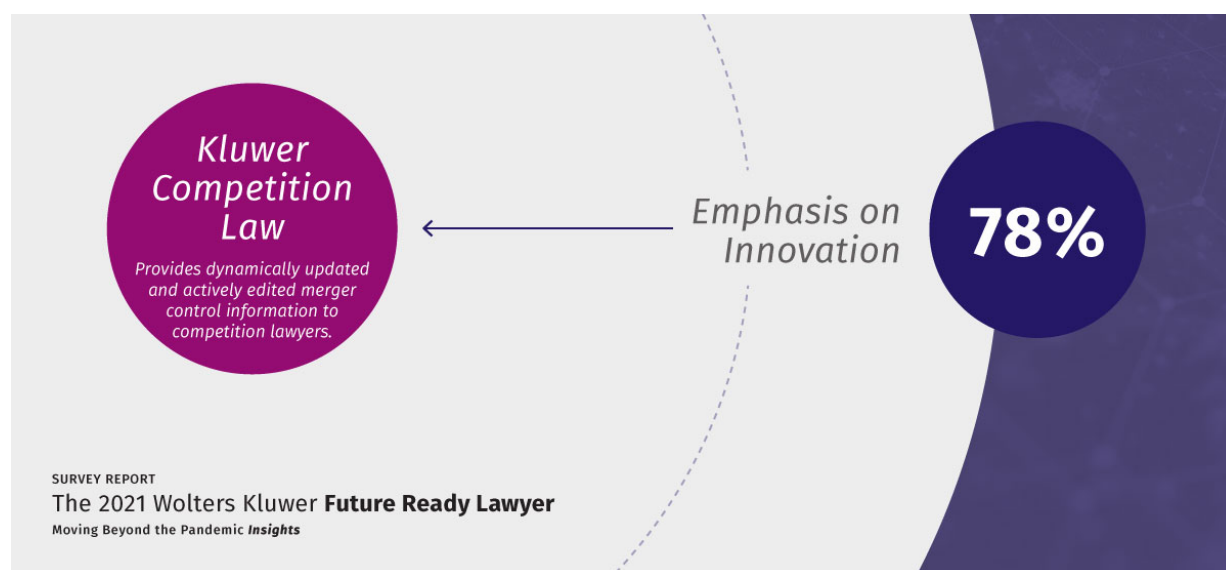 Kluwer
Competition
Law
Provides dynamically updated
and actively edited merger
control information to
competition lawyers.
Emphasis on
Innovation
78%
SURVEY REPORT
The 2021 Wolters Kluwer Future Ready Lawyer
Moving Beyond the Pandemic Insights